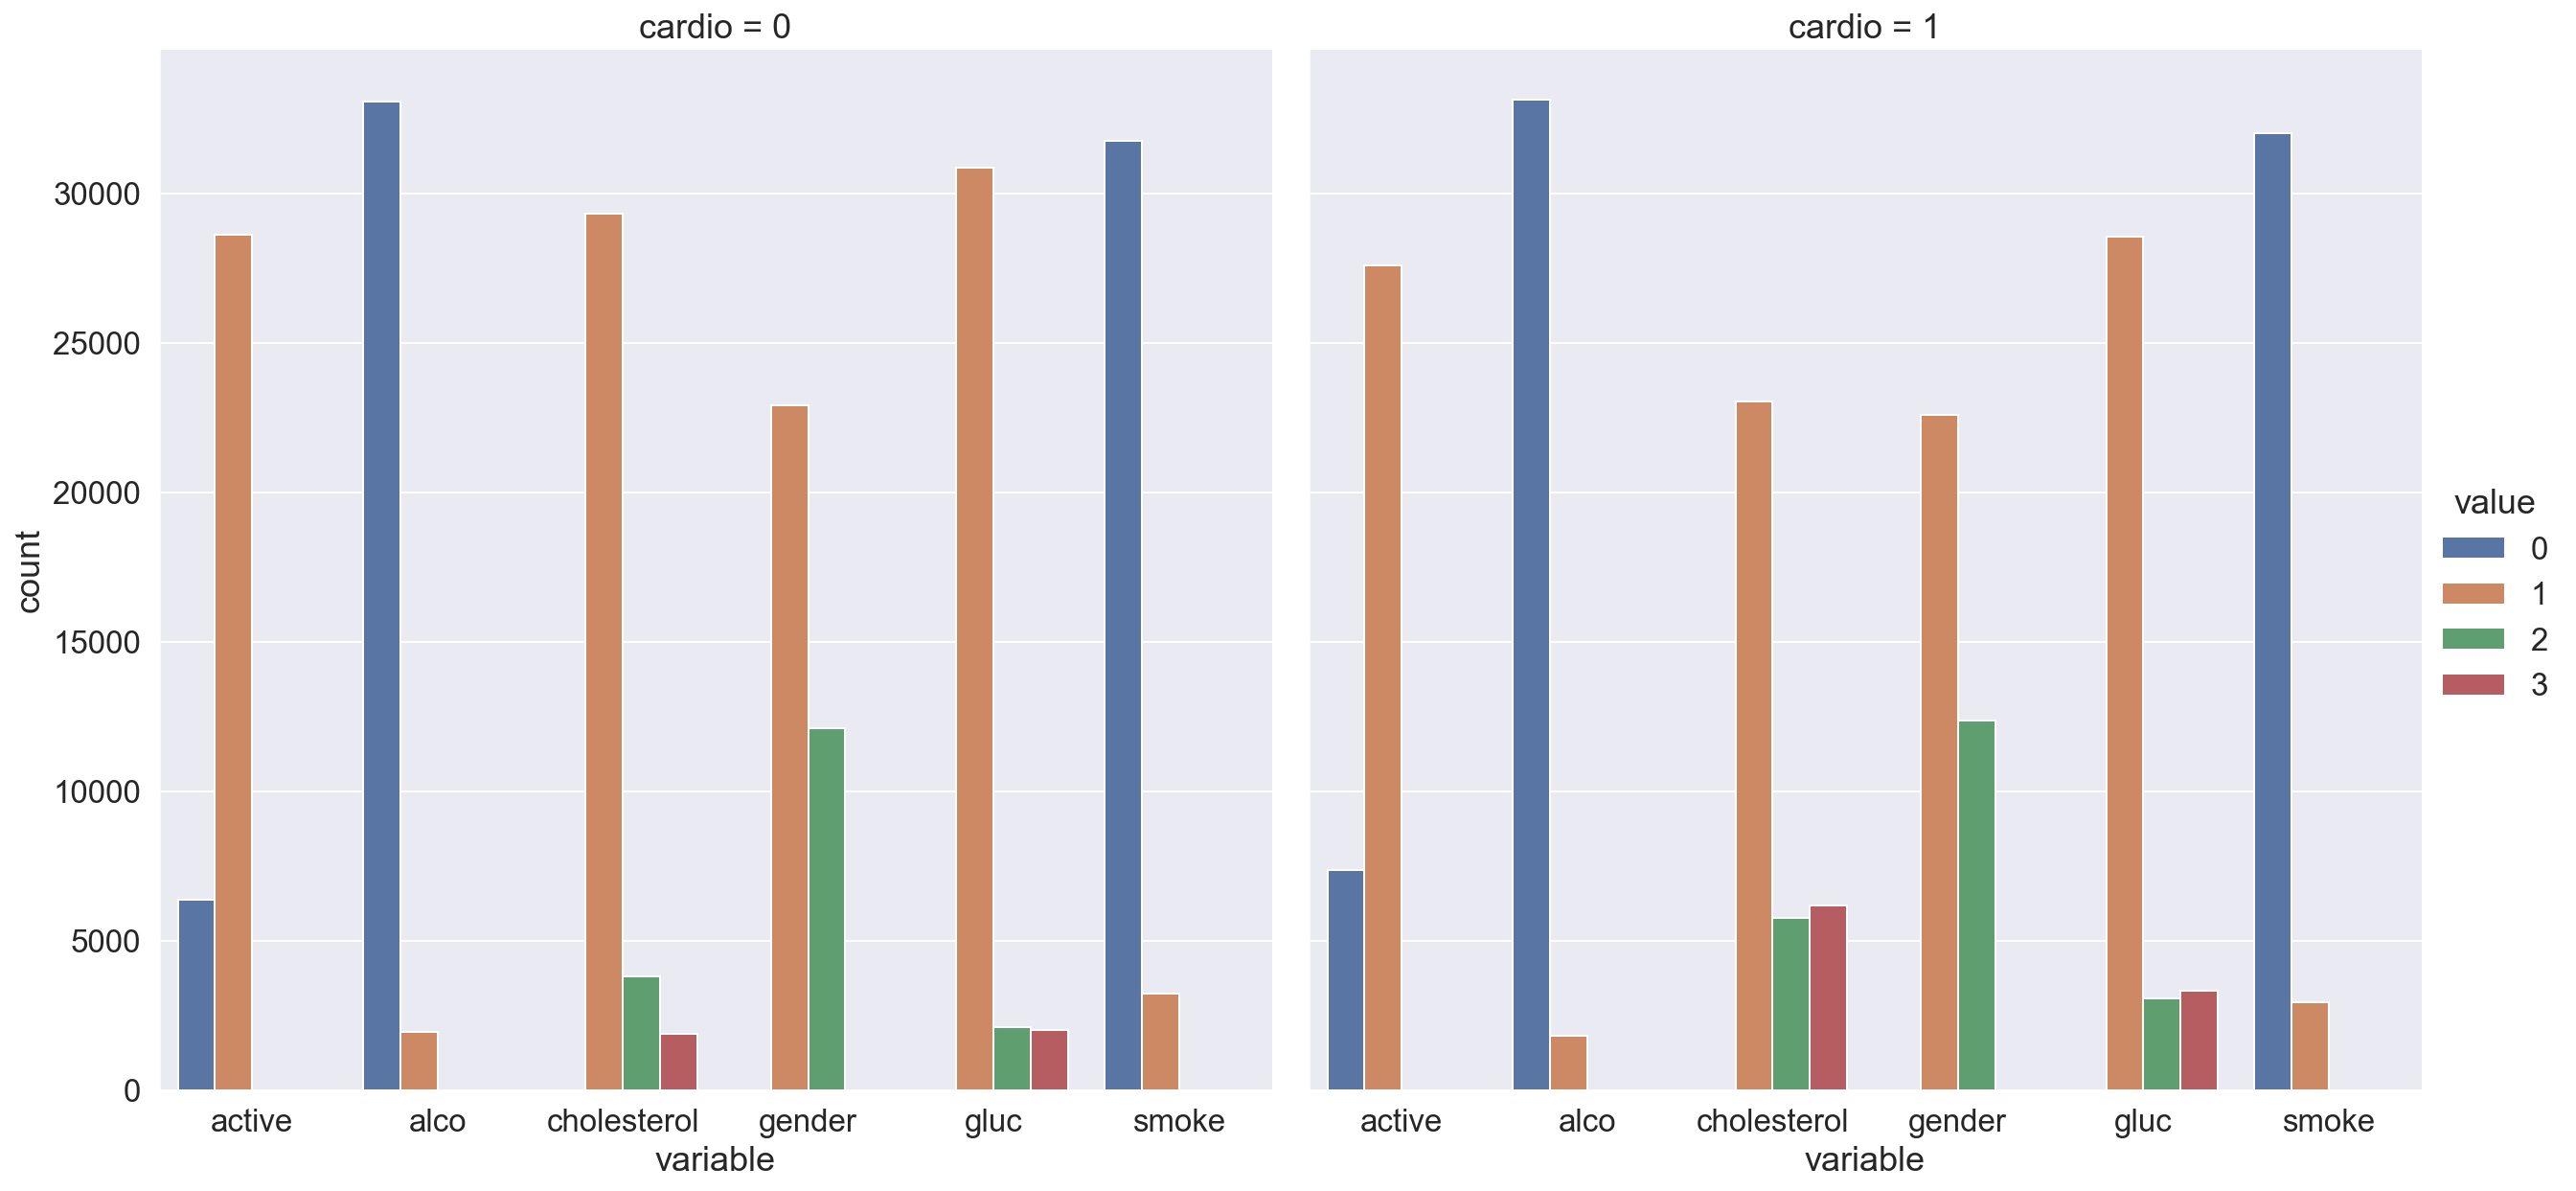 cardio = 0
cardio = 1
30000
25000
20000
15000
10000
5000
0
count
active alco cholesterol gender gluc smoke
variable
active alco cholesterol gender gluc smoke
variable
value
0
1
2
3